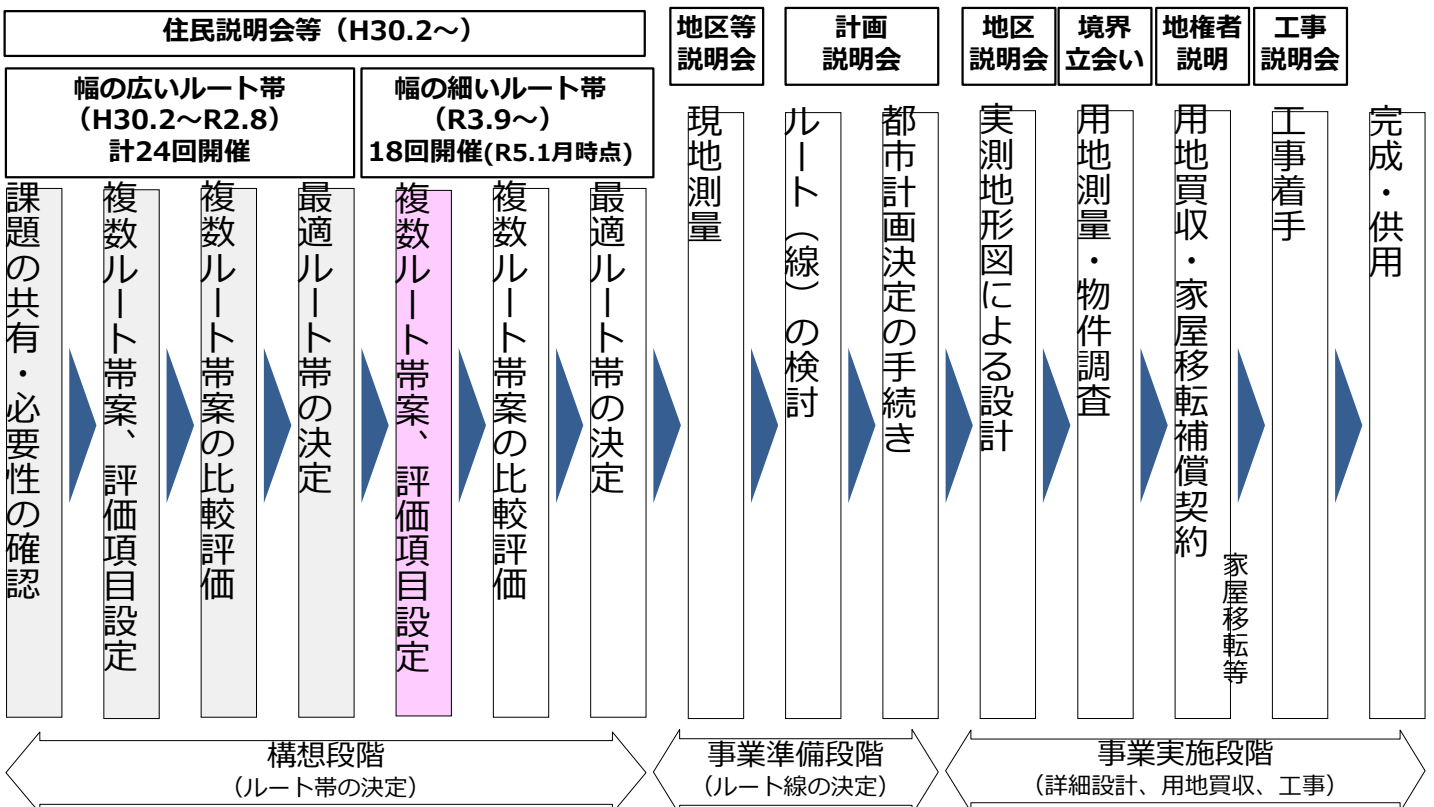 住民説明会等（H30.2～）
幅の広いルート帯
（H30.2～R2.8）
計24回開催
幅の細いルート帯
（R3.9～）
18回開催(R5.1月時点)
地区等
説明会
計画
説明会
地区
説明会
境界
立会い
地権者
説明
工事
説明会
課題の共有・必要性の確認
複数ルート帯案、評価項目設定
複数ルート帯案の比較評価
最適ルート帯の決定
複数ルート帯案、評価項目設定
複数ルート帯案の比較評価
最適ルート帯の決定
現地測量
ルート（線）の検討
都市計画決定の手続き
実測地形図による設計
用地測量・物件調査
用地買収・家屋移転補償契約
家屋移転等
工事着手
完成・供用
構想段階
（ルート帯の決定）
事業準備段階
（ルート線の決定）
事業実施段階
（詳細設計、用地買収、工事）